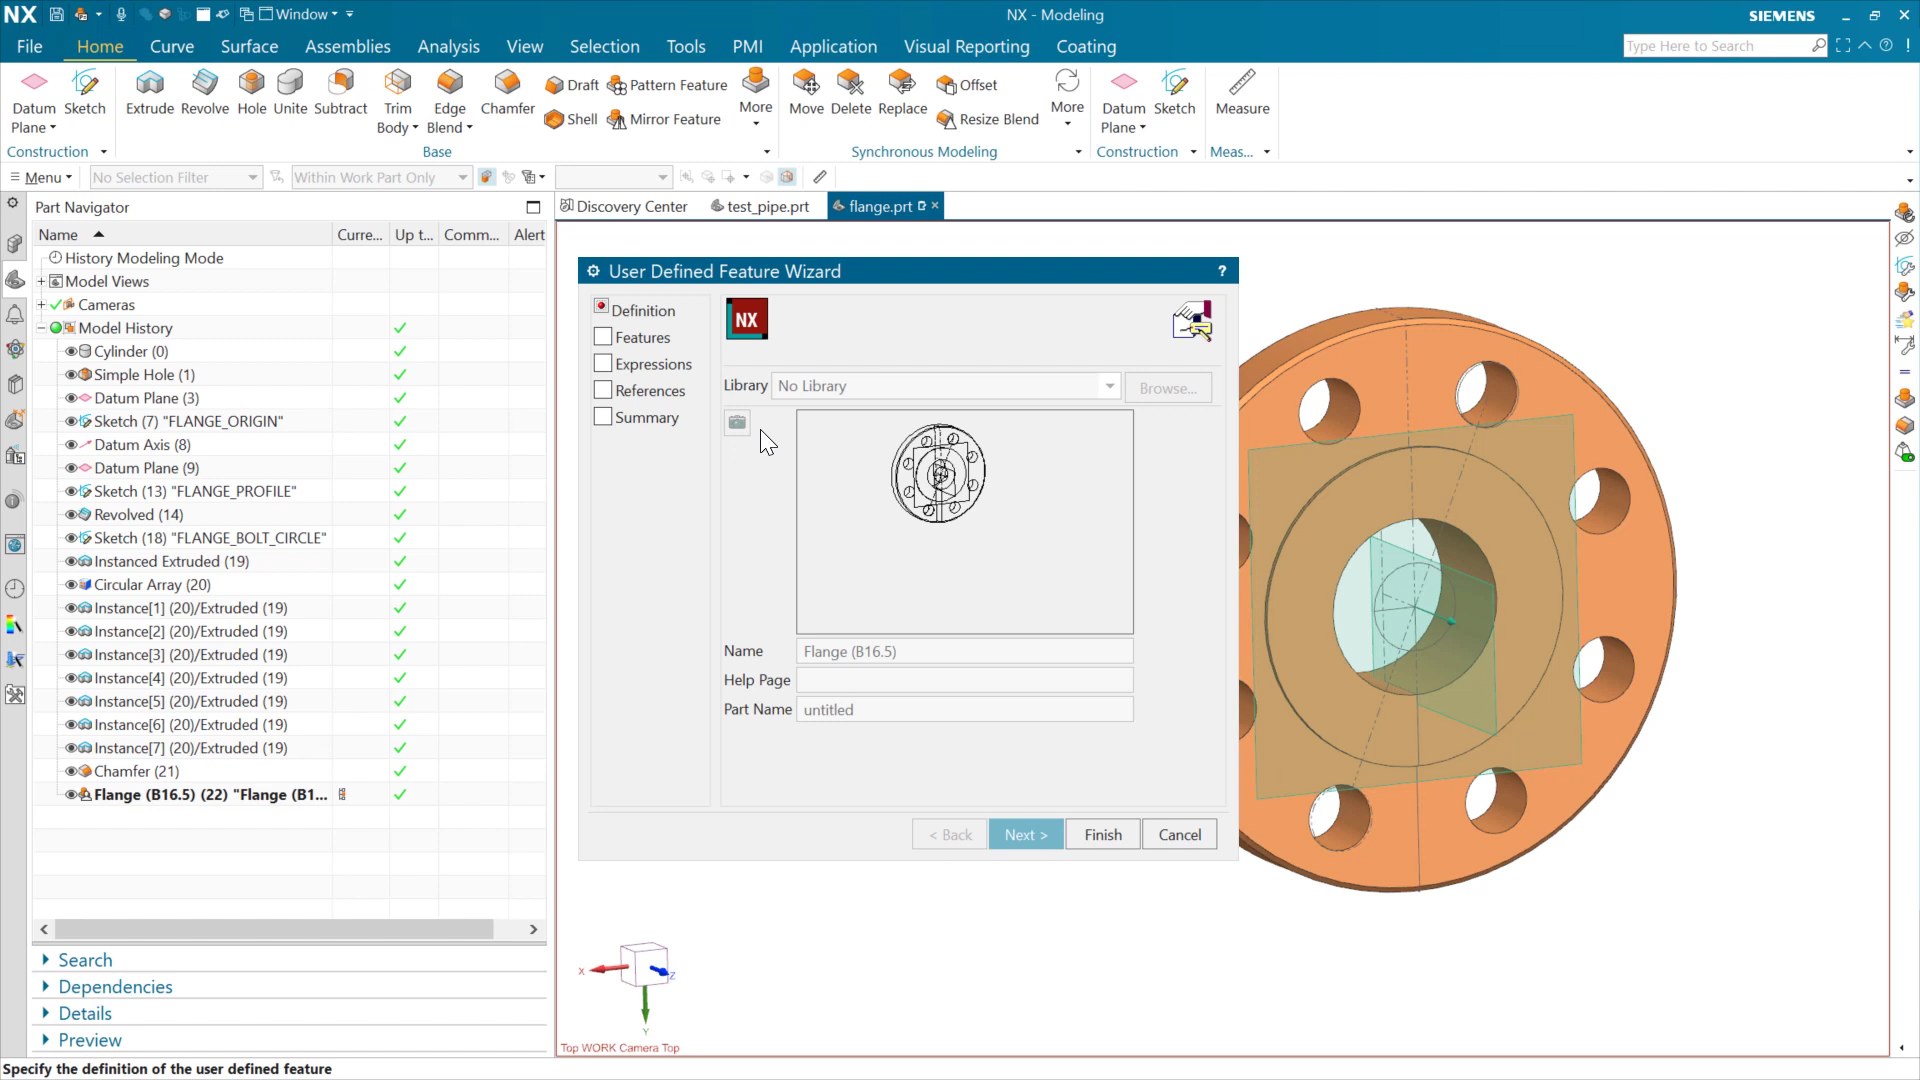 NX
Window
NX - Modeling
SIEMENS
File
Home
Curve
Surface
Assemblies
Analysis
View
Selection
Tools
PMI
Application
Visual Reporting
Coating
Type Here to Search
Datum Plane
Sketch
Extrude
Revolve
Hole
Unite
Subtract
Trim Body
Edge Blend
Chamfer
Draft
Pattern Feature
Shell
Mirror Feature
More
Move
Delete
Replace
Offset
Resize Blend
More
Datum Plane
Sketch
Measure
Construction
Base
Synchronous Modeling
Construction
Meas...
Menu
No Selection Filter
Within Work Part Only
Part Navigator
Discovery Center
test_pipe.prt
flange.prt
Name
Curre...
Up t...
Comm...
Alert
History Modeling Mode
Model Views
Cameras
Model History
Cylinder (0)
Simple Hole (1)
Datum Plane (3)
Sketch (7) "FLANGE_ORIGIN"
Datum Axis (8)
Datum Plane (9)
Sketch (13) "FLANGE_PROFILE"
Revolved (14)
Sketch (18) "FLANGE_BOLT_CIRCLE"
Instanced Extruded (19)
Circular Array (20)
Instance[1] (20)/Extruded (19)
Instance[2] (20)/Extruded (19)
Instance[3] (20)/Extruded (19)
Instance[4] (20)/Extruded (19)
Instance[5] (20)/Extruded (19)
Instance[6] (20)/Extruded (19)
Instance[7] (20)/Extruded (19)
Chamfer (21)
Flange (B16.5) (22) "Flange (B1...
Search
Dependencies
Details
Preview
User Defined Feature Wizard
?
Definition
Features
Expressions
References
Summary
NX
Library
No Library
Browse...
Name
Flange (B16.5)
Help Page
Part Name
untitled
< Back
Next >
Finish
Cancel
X
Z
Y
Top WORK Camera Top
Specify the definition of the user defined feature